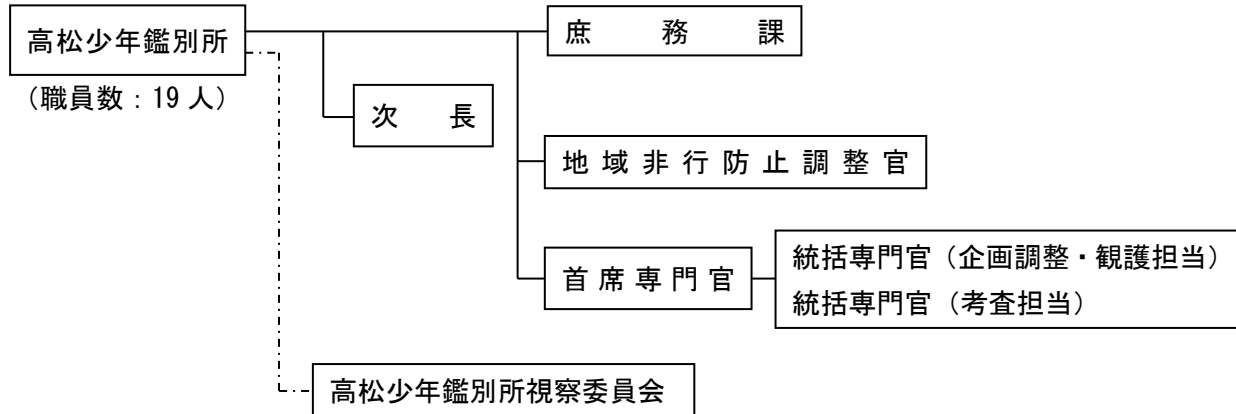 高松少年鑑別所
（職員数：19人）
庶務課
次長
地域非行防止調整官
首席専門官
統括専門官（企画調整・観護担当）
統括専門官（考査担当）
高松少年鑑別所視察委員会